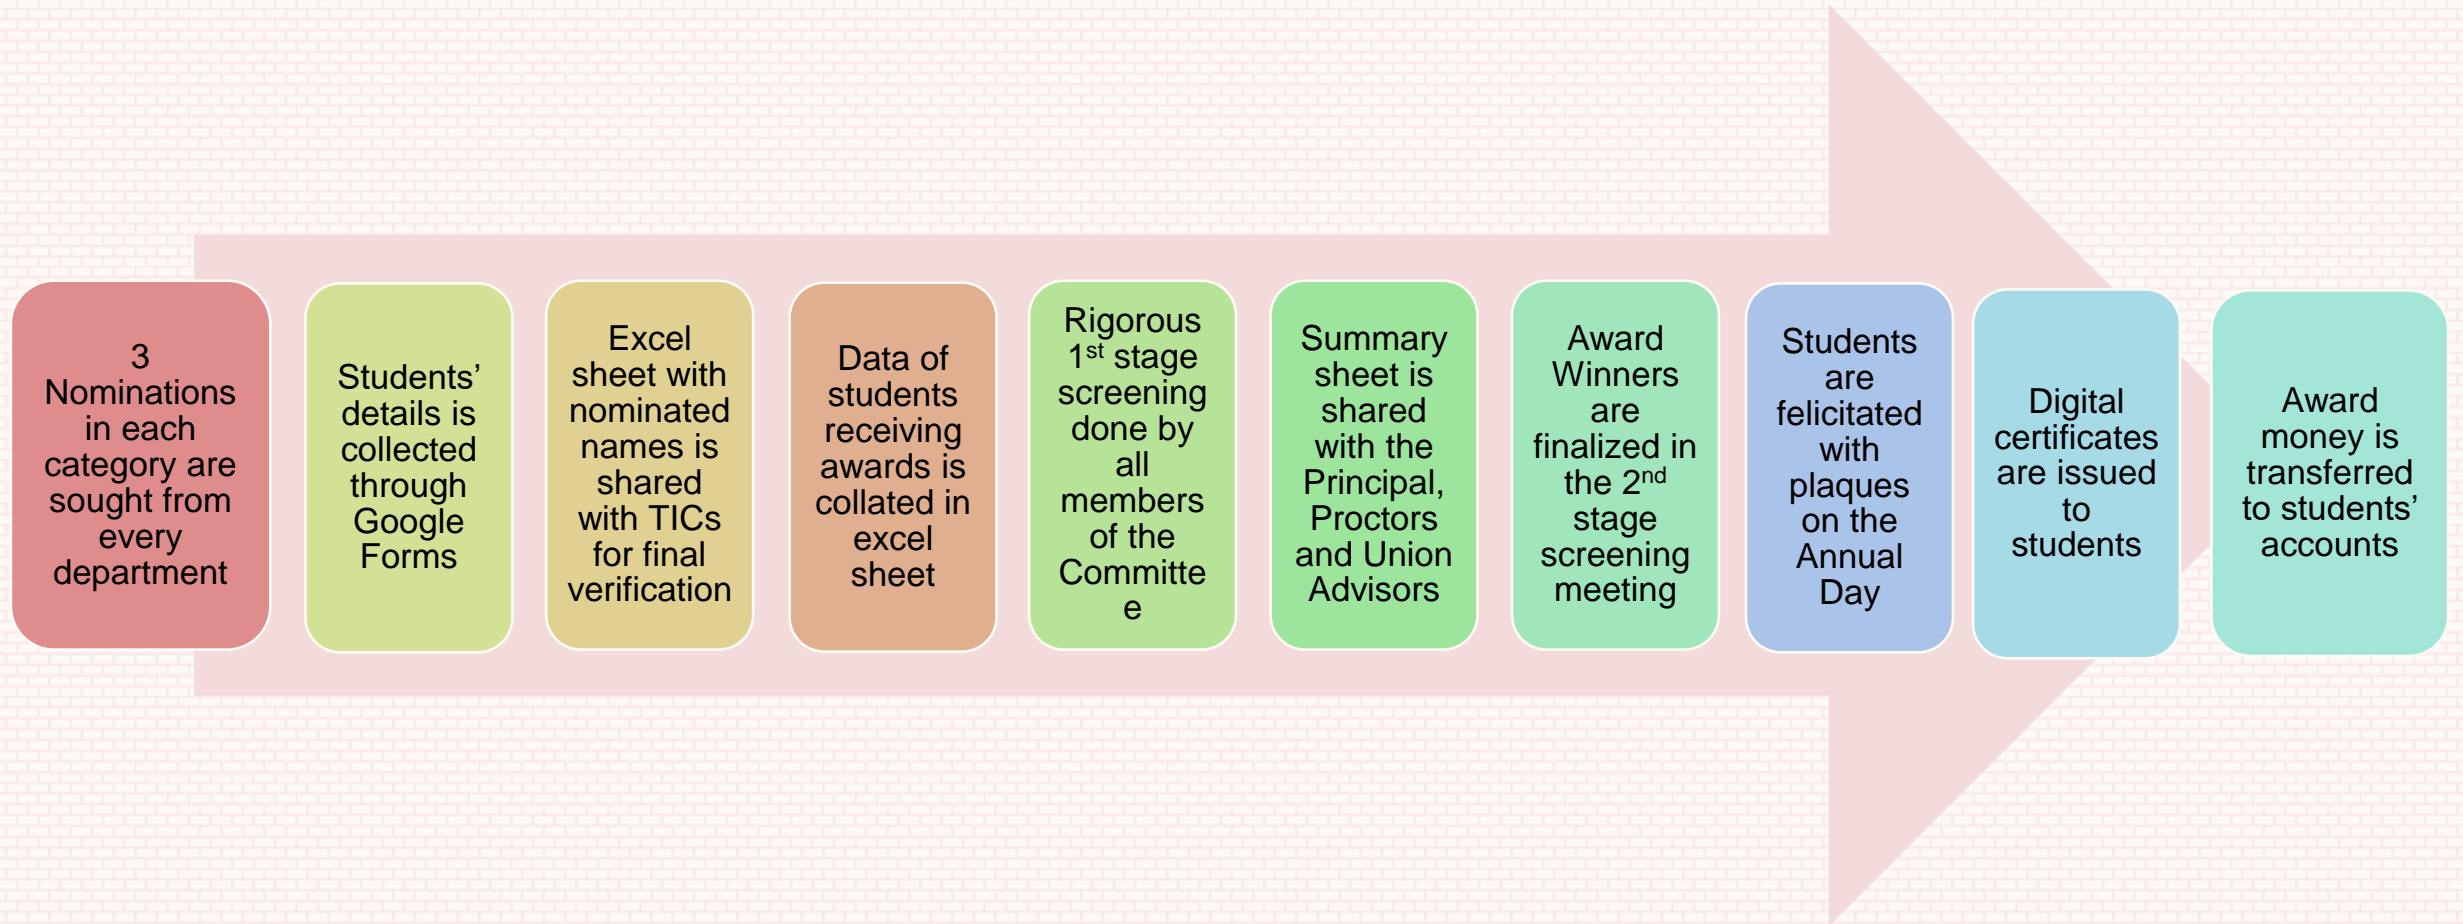 3
Nominations
in each
category are
sought from
every
department
Students’
details is
collected
through
Google
Forms
Excel
sheet with
nominated
names is
shared
with TICs
for final
verification
Data of
students
receiving
awards is
collated in
excel
sheet
Rigorous
1st stage
screening
done by
all
members
of the
Committe
e
Summary
sheet is
shared
with the
Principal,
Proctors
and Union
Advisors
Award
Winners
are
finalized in
the 2nd
stage
screening
meeting
Students
are
felicitated
with
plaques
on the
Annual
Day
Digital
certificates
are issued
to
students
Award
money is
transferred
to students’
accounts